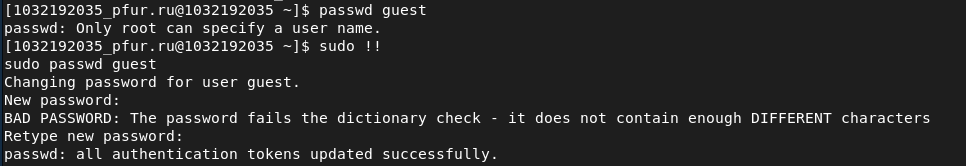 [1032192035_pfur.ru@1032192035 ~]$ passwd guest
passwd: Only root can specify a user name.
[1032192035_pfur.ru@1032192035 ~]$ sudo !!
sudo passwd guest
Changing password for user guest.
New password:
BAD PASSWORD: The password fails the dictionary check - it does not contain enough DIFFERENT characters
Retype new password:
passwd: all authentication tokens updated successfully.